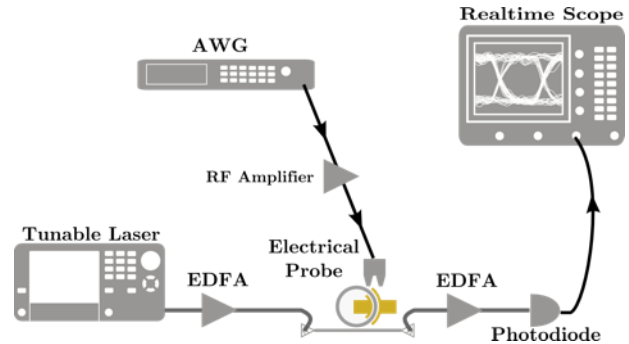 Realtime Scope
AWG
RF Amplifier
Tunable Laser
EDFA
Electrical
Probe
EDFA
Photodiode